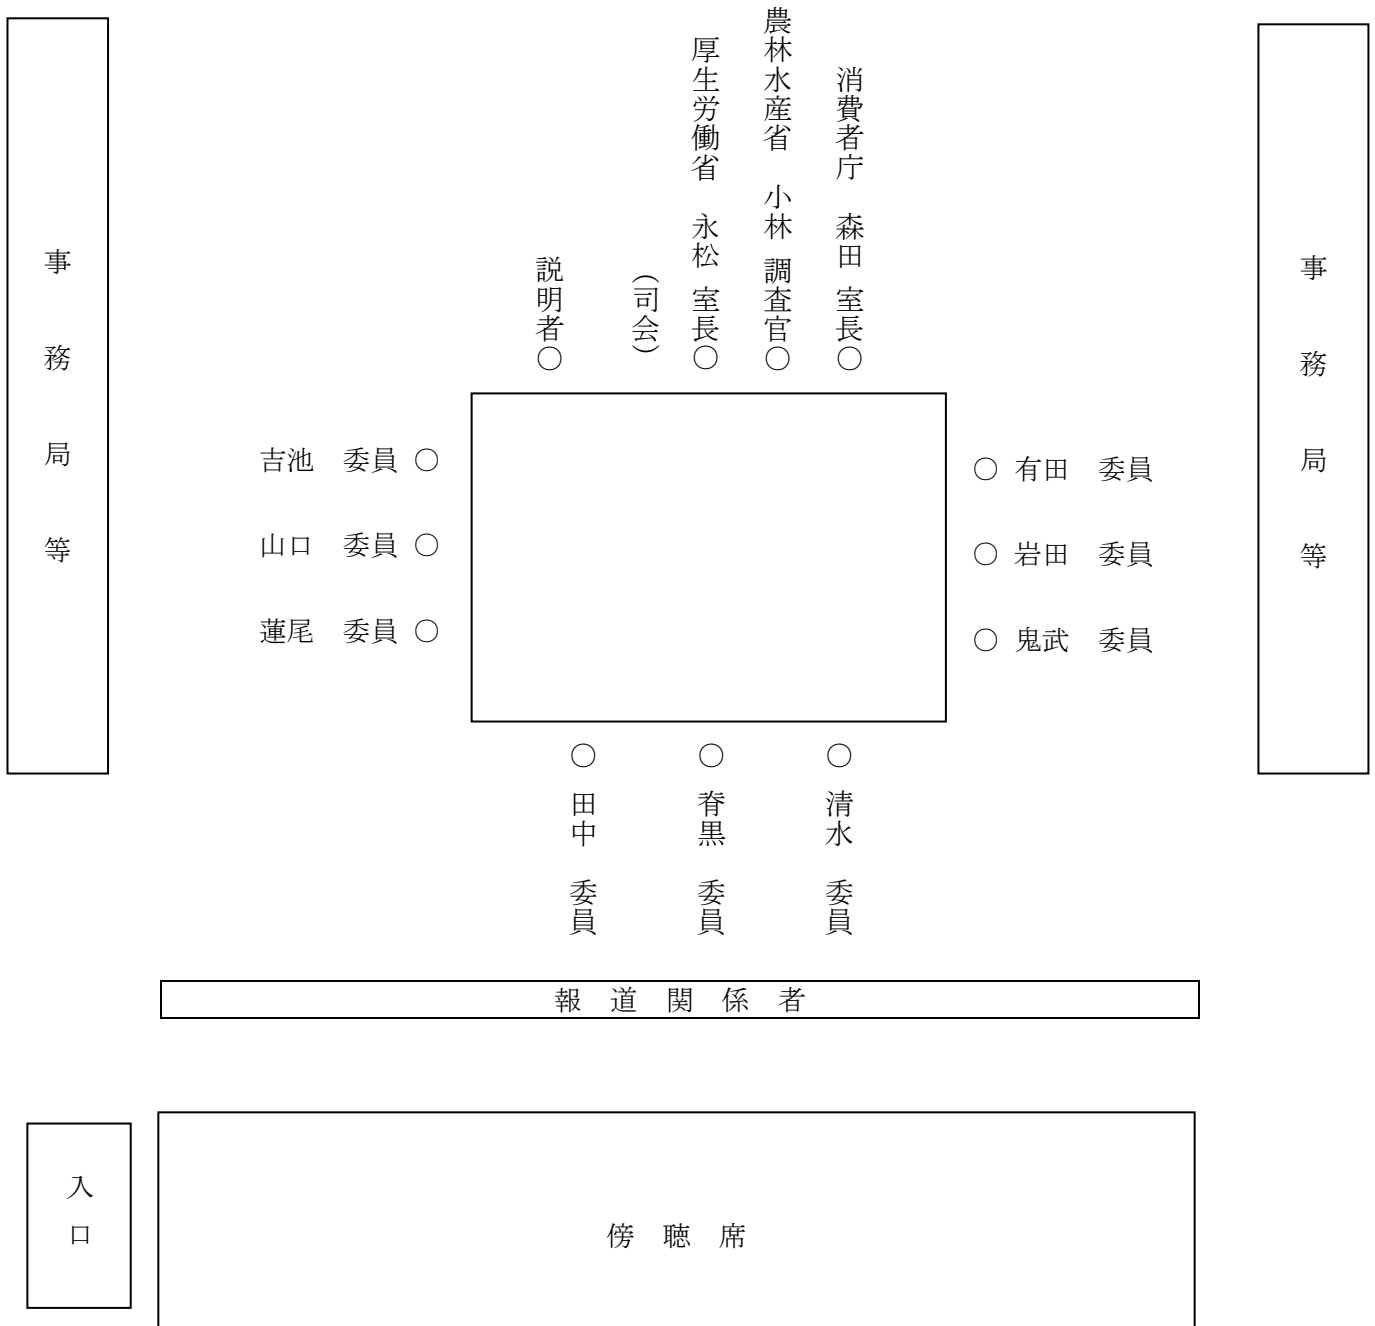 消費者庁　森田 室長○
農林水産省　小林 調査官○
厚生労働省　永松 室長○
（司会）
説明者○
事務局等
事務局等
吉池　委員 ○
山口　委員 ○
蓮尾　委員 ○
○ 有田　委員
○ 岩田　委員
○ 鬼武　委員
○ 清水　委員
○ 脊黒　委員
○ 田中　委員
報道関係者
入口
傍聴席